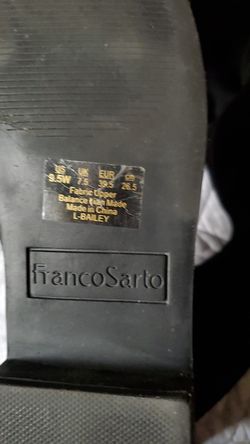 US UK EUR CM
9.5W 7.5 39.5 26.5
Fabric Upper
Balance Man Made
Made in China
L-BAILEY
francoSarto